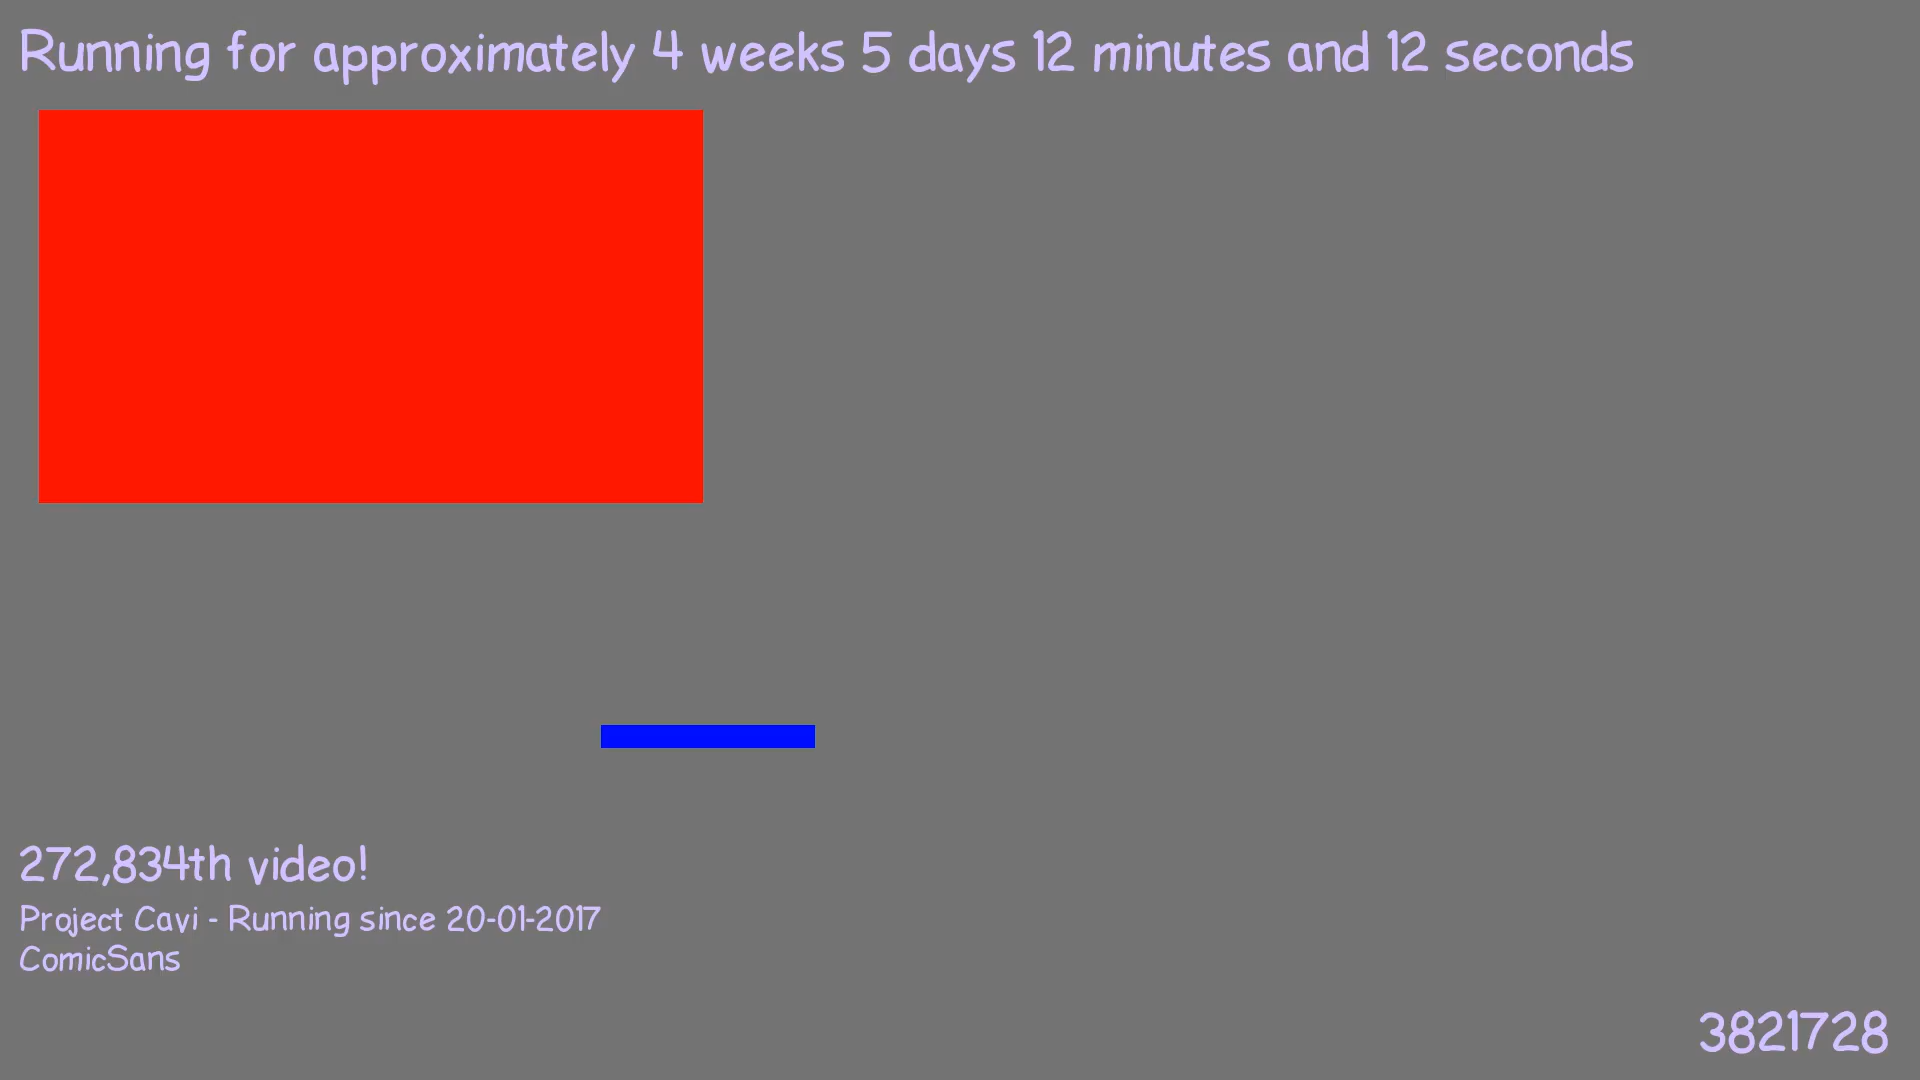 Running for approximately 4 weeks 5 days 12 minutes and 12 seconds
272,834th video!
Project Cavi - Running since 20-01-2017
ComicSans
3821728